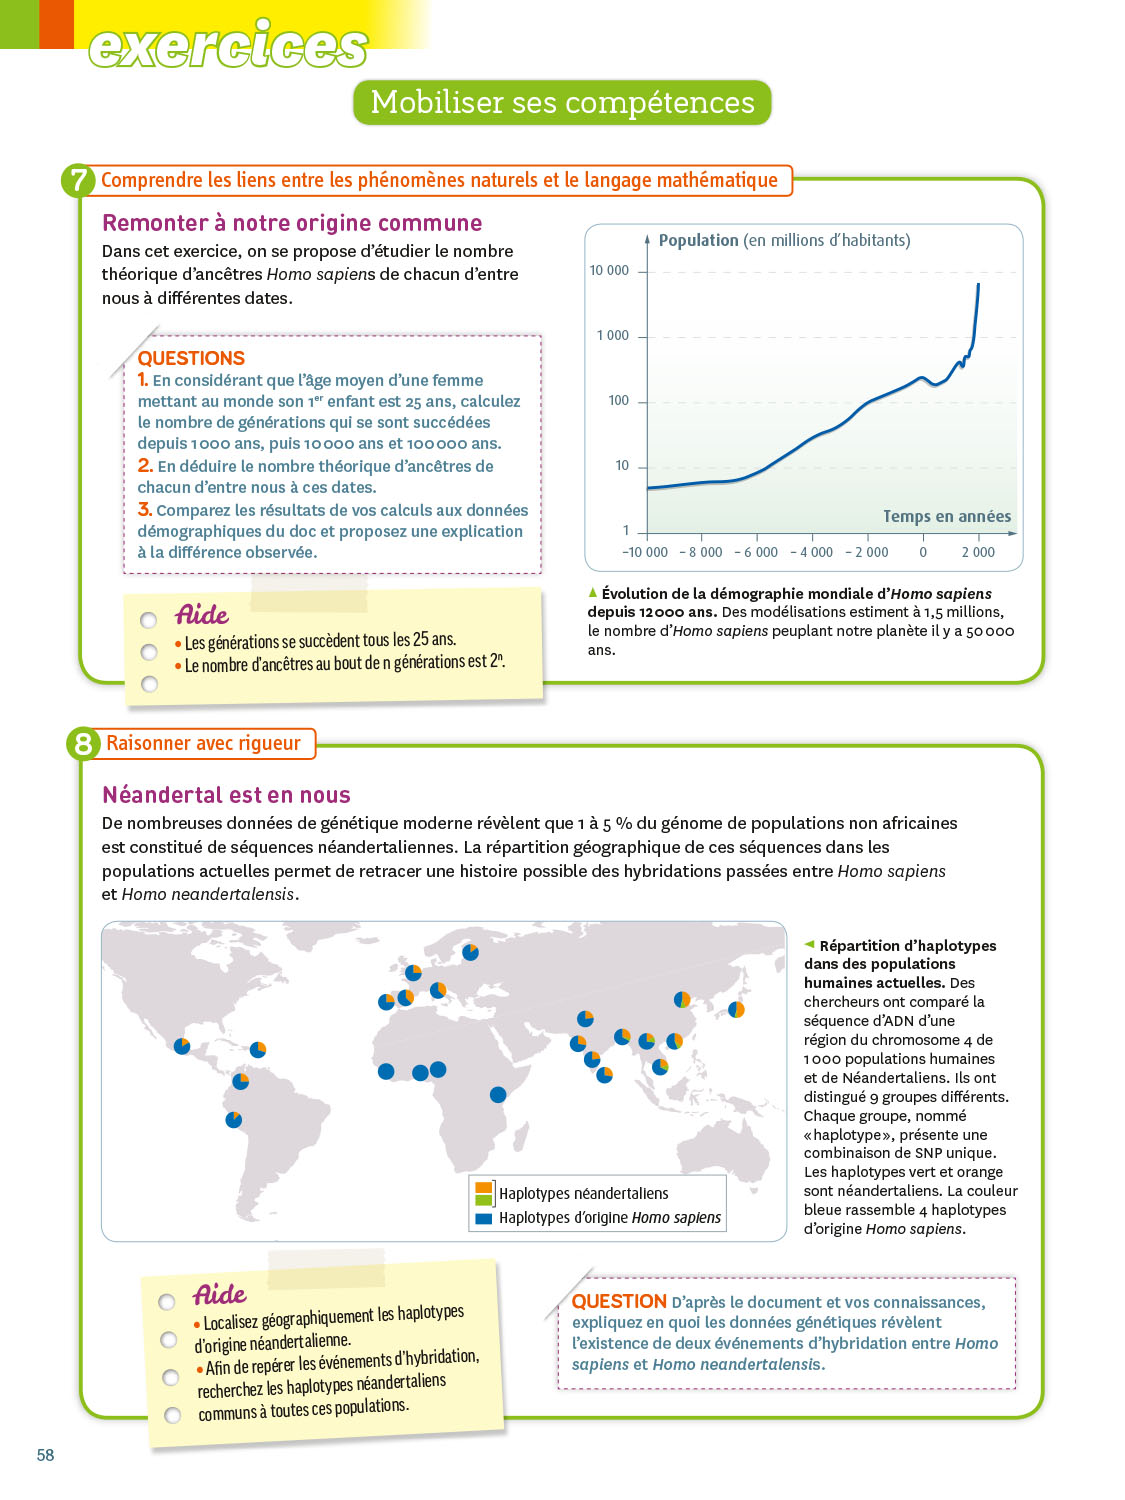 exercices
Mobiliser ses compétences
7 Comprendre les liens entre les phénomènes naturels et le langage mathématique
Remonter à notre origine commune
Dans cet exercice, on se propose d'étudier le nombre
théorique d'ancêtres Homo sapiens de chacun d'entre
nous à différentes dates.
QUESTIONS
1. En considérant que l'âge moyen d'une femme
mettant au monde son 1er enfant est 25 ans, calculez
le nombre de générations qui se sont succédées
depuis 1 000 ans, puis 10 000 ans et 100 000 ans.
2. En déduire le nombre théorique d'ancêtres de
chacun d'entre nous à ces dates.
3. Comparez les résultats de vos calculs aux données
démographiques du doc et proposez une explication
à la différence observée.
Aide
• Les générations se succèdent tous les 25 ans.
• Le nombre d'ancêtres au bout de n générations est 2ⁿ.
Population (en millions d'habitants)
10 000
1 000
100
10
1
Temps en années
–10 000 – 8 000 – 6 000 – 4 000 – 2 000 0 2 000
▲ Évolution de la démographie mondiale d'Homo sapiens
depuis 12 000 ans. Des modélisations estiment à 1,5 millions,
le nombre d'Homo sapiens peuplant notre planète il y a 50 000
ans.
8 Raisonner avec rigueur
Néandertal est en nous
De nombreuses données de génétique moderne révèlent que 1 à 5 % du génome de populations non africaines
est constitué de séquences néandertaliennes. La répartition géographique de ces séquences dans les
populations actuelles permet de retracer une histoire possible des hybridations passées entre Homo sapiens
et Homo neandertalensis.
Haplotypes néandertaliens
Haplotypes d'origine Homo sapiens
◄ Répartition d'haplotypes
dans des populations
humaines actuelles. Des
chercheurs ont comparé la
séquence d'ADN d'une
région du chromosome 4 de
1 000 populations humaines
et de Néandertaliens. Ils ont
distingué 9 groupes différents.
Chaque groupe, nommé
« haplotype », présente une
combinaison de SNP unique.
Les haplotypes vert et orange
sont néandertaliens. La couleur
bleue rassemble 4 haplotypes
d'origine Homo sapiens.
Aide
• Localisez géographiquement les haplotypes
d'origine néandertalienne.
• Afin de repérer les événements d'hybridation,
recherchez les haplotypes néandertaliens
communs à toutes ces populations.
QUESTION D'après le document et vos connaissances,
expliquez en quoi les données génétiques révèlent
l'existence de deux événements d'hybridation entre Homo
sapiens et Homo neandertalensis.
58